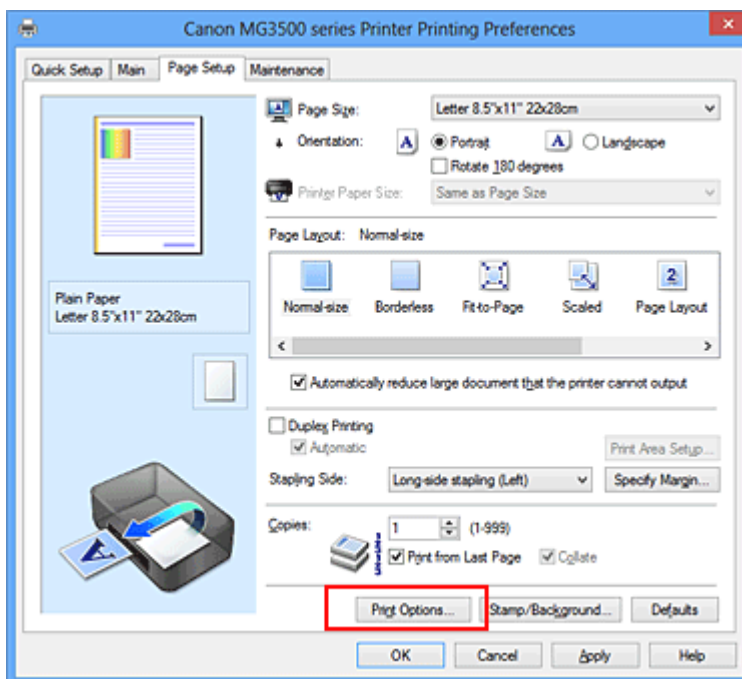 Canon MG3500 series Printer Printing Preferences
Quick Setup Main Page Setup Maintenance
Page Size: Letter 8.5"x11" 22x28cm
Orientation: A Portrait A Landscape
Rotate 180 degrees
Printer Paper Size: Same as Page Size
Page Layout: Normal-size
Normal-size Borderless Fit-to-Page Scaled Page Layout
Plain Paper
Letter 8.5"x11" 22x28cm
Automatically reduce large document that the printer cannot output
Duplex Printing
Automatic Print Area Setup...
Stapling Side: Long-side stapling (Left) Specify Margin...
Copies: 1 (1-999)
Print from Last Page Collate
Print Options... Stamp/Background... Defaults
OK Cancel Apply Help